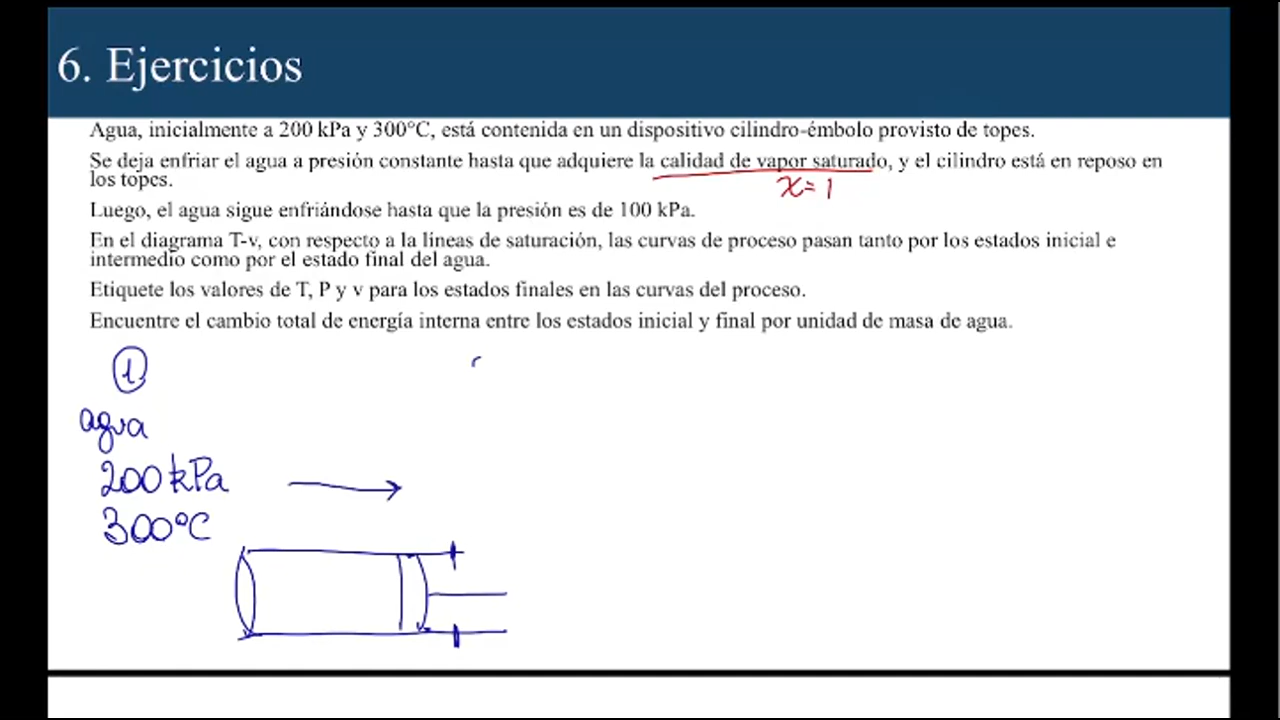 6. Ejercicios
Agua, inicialmente a 200 kPa y 300°C, está contenida en un dispositivo cilindro-émbolo provisto de topes.
Se deja enfriar el agua a presión constante hasta que adquiere la calidad de vapor saturado, y el cilindro está en reposo en
los topes.
x=1
Luego, el agua sigue enfriándose hasta que la presión es de 100 kPa.
En el diagrama T-v, con respecto a la líneas de saturación, las curvas de proceso pasan tanto por los estados inicial e
intermedio como por el estado final del agua.
Etiquete los valores de T, P y v para los estados finales en las curvas del proceso.
Encuentre el cambio total de energía interna entre los estados inicial y final por unidad de masa de agua.
1
agua
200 kPa
300°C